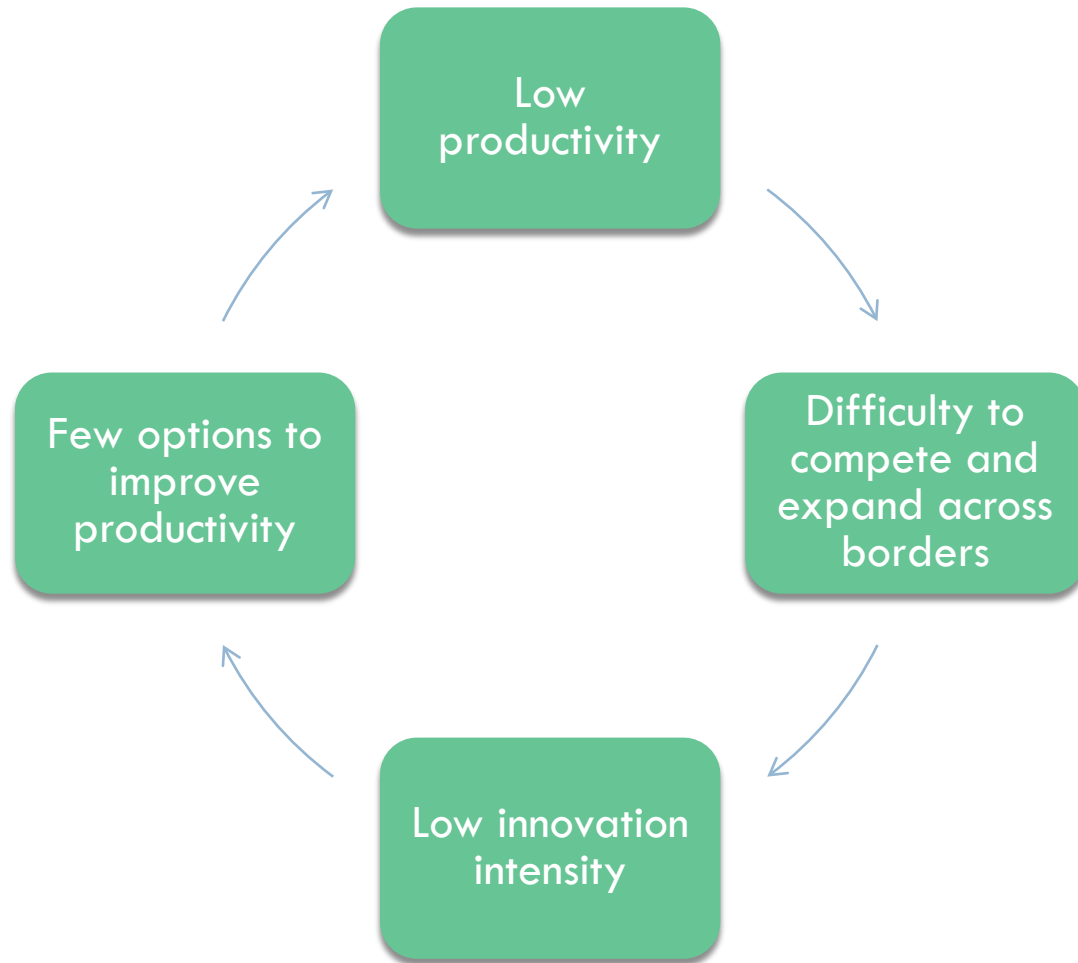 Low
productivity
Difficulty to
compete and
expand across
borders
Low innovation
intensity
Few options to
improve
productivity